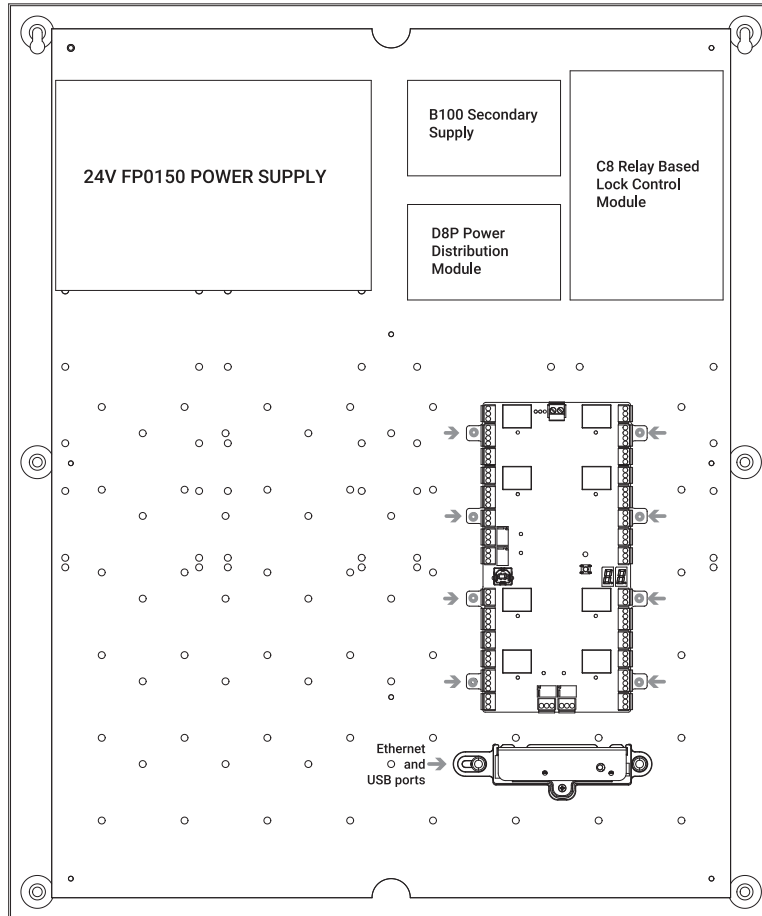 24V FP0150 POWER SUPPLY
B100 Secondary
Supply
C8 Relay Based
Lock Control
Module
D8P Power
Distribution
Module
Ethernet
and
USB ports